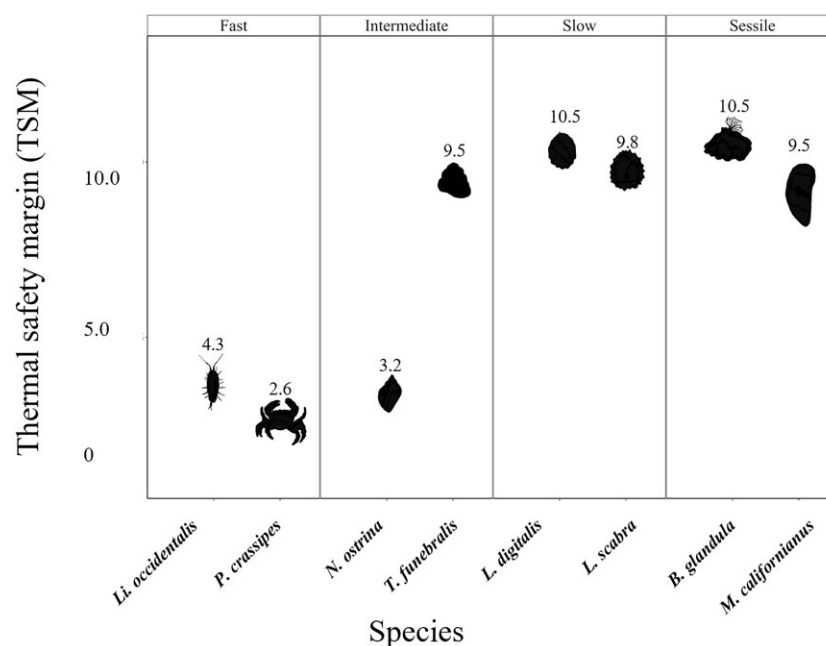 Fast Intermediate Slow Sessile
Thermal safety margin (TSM)
10.0
5.0
0
4.3
2.6
3.2
9.5
10.5
9.8
10.5
9.5
Li. occidentalis
P. crassipes
N. ostrina
T. funebralis
L. digitalis
L. scabra
B. glandula
M. californianus
Species